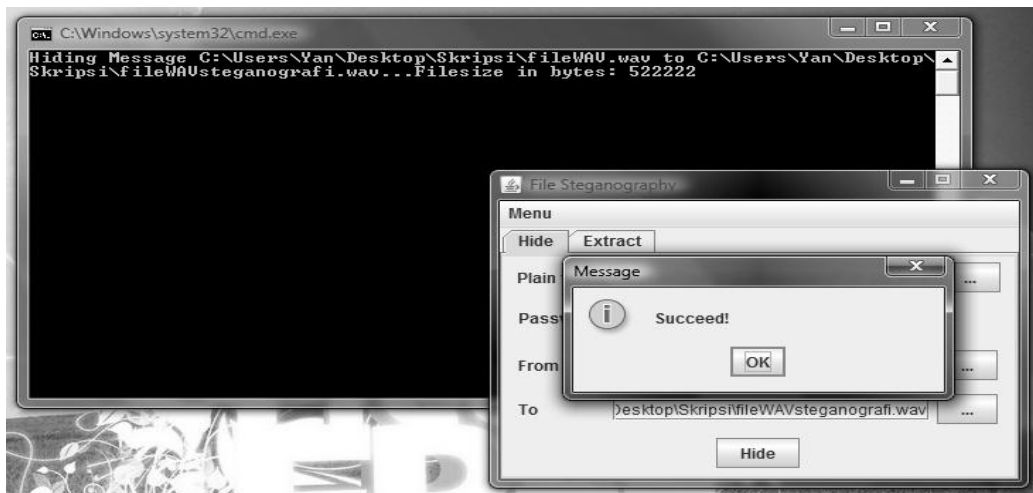 C:\Windows\system32\cmd.exe
Hiding Message C:\Users\Yan\Desktop\Skripsi\fileWAV.wav to C:\Users\Yan\Desktop\
Skripsi\fileWAVsteganografi.wav...Filesize in bytes: 522222
File Steganography
Menu
Hide Extract
Plain
Message
Succeed!
OK
From
...
...
To
Desktop\Skripsi\fileWAVsteganografi.wav
...
Hide